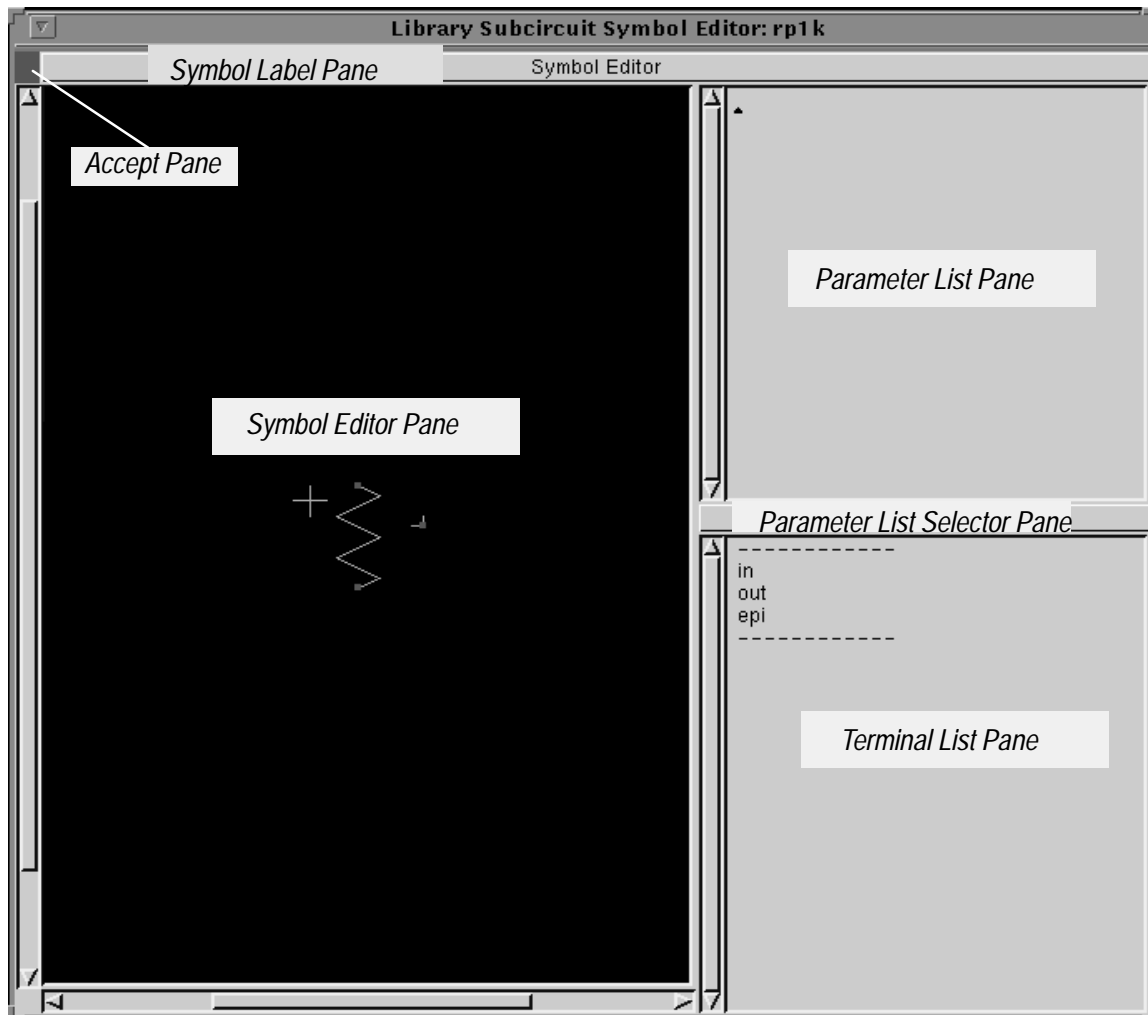 Library Subcircuit Symbol Editor: rp1k
Symbol Label Pane
Symbol Editor
Accept Pane
Parameter List Pane
Symbol Editor Pane
Parameter List Selector Pane
------------
in
out
epi
------------
Terminal List Pane